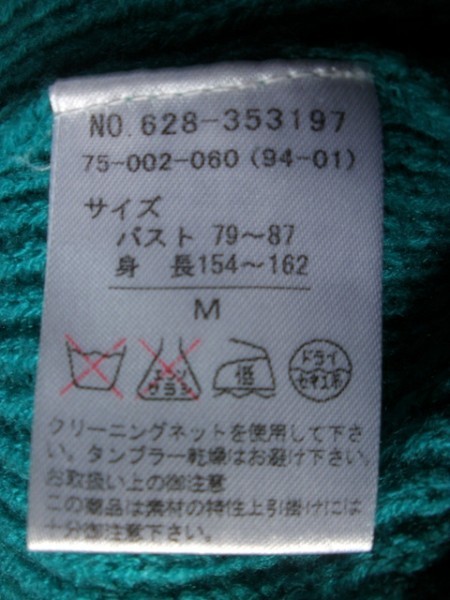 NO. 628-353197
75-002-060 (94-01)
サイズ
バスト 79〜87
身 長154〜162
M
エンソ
サラシ
低
ドライ
セキユ系
クリーニングネットを使用して下さ
い。タンブラー乾燥はお避け下さい。
お取扱い上の御注意
この商品は素材の特性上引掛けには
十分御注意下さい。